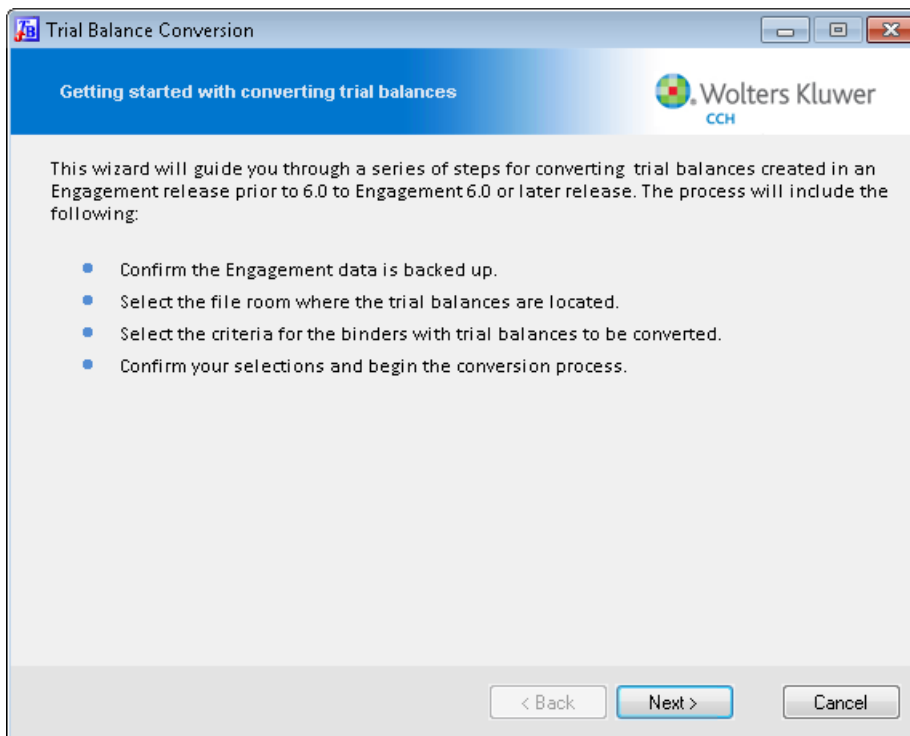 TB Trial Balance Conversion
Getting started with converting trial balances
Wolters Kluwer
CCH
This wizard will guide you through a series of steps for converting trial balances created in an
Engagement release prior to 6.0 to Engagement 6.0 or later release. The process will include the
following:
Confirm the Engagement data is backed up.
Select the file room where the trial balances are located.
Select the criteria for the binders with trial balances to be converted.
Confirm your selections and begin the conversion process.
< Back Next > Cancel